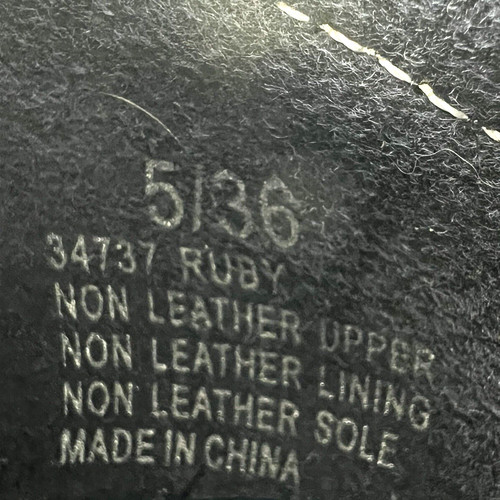 5/36
34737 RUBY
NON LEATHER UPPER
NON LEATHER LINING
NON LEATHER SOLE
MADE IN CHINA